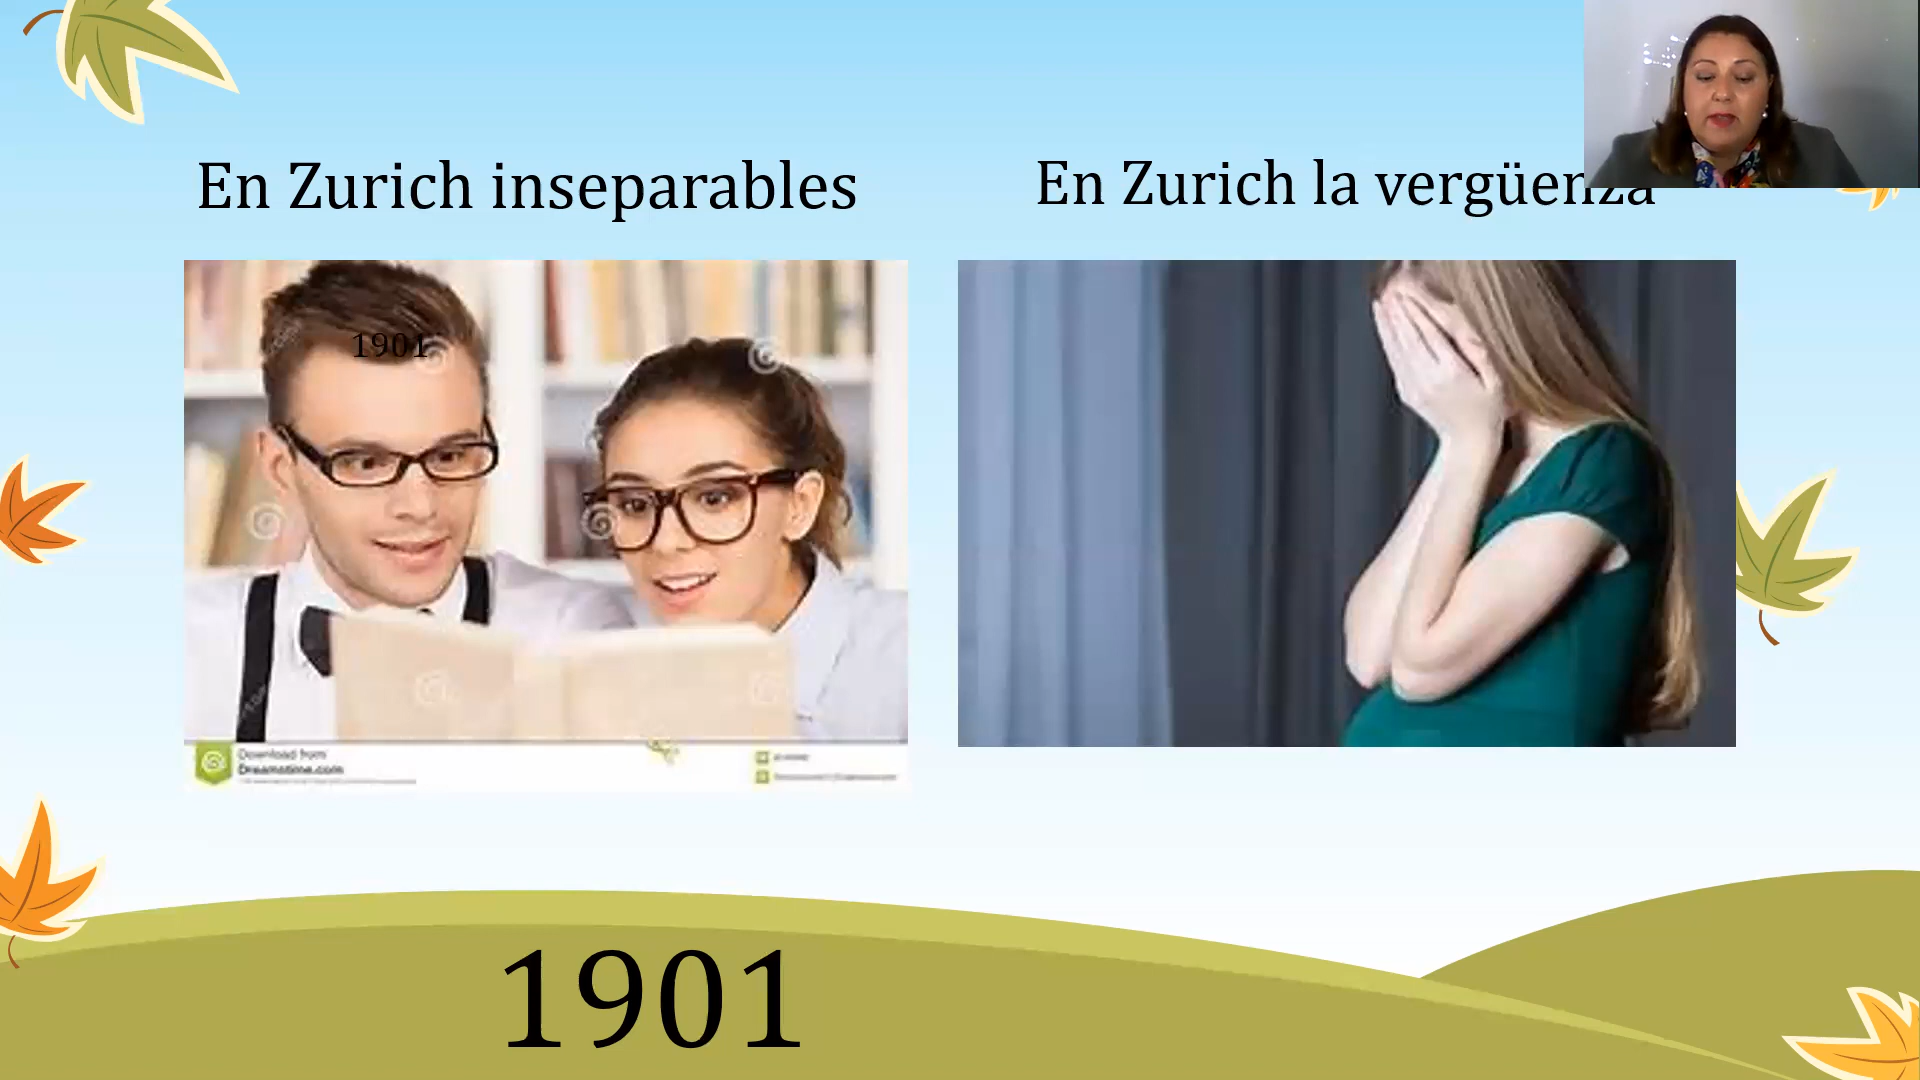 En Zurich inseparables
En Zurich la vergüenza
1901
Download from
Dreamstime.com
1901